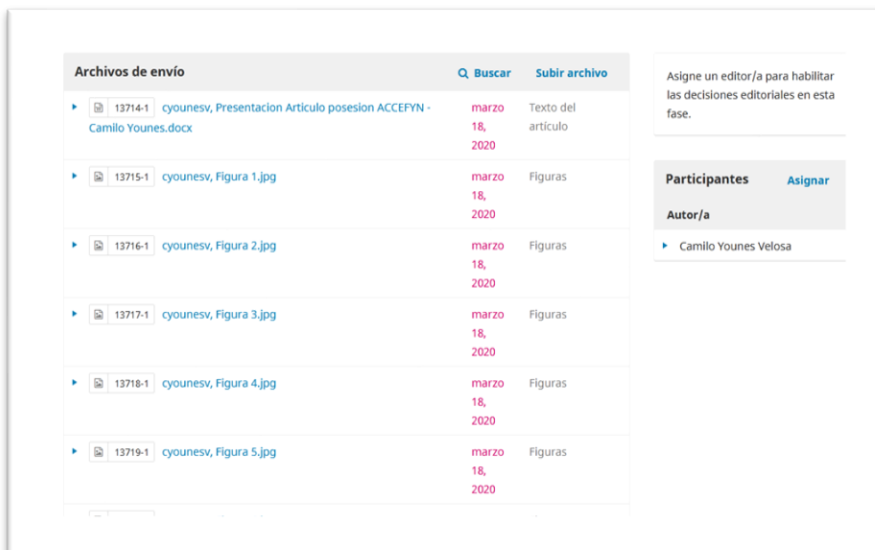 Archivos de envío
Buscar
Subir archivo
13714-1 cyounesv, Presentacion Articulo posesion ACCEFYN -
Camilo Younes.docx
marzo
18,
2020
Texto del
artículo
13715-1 cyounesv, Figura 1.jpg
marzo
18,
2020
Figuras
13716-1 cyounesv, Figura 2.jpg
marzo
18,
2020
Figuras
13717-1 cyounesv, Figura 3.jpg
marzo
18,
2020
Figuras
13718-1 cyounesv, Figura 4.jpg
marzo
18,
2020
Figuras
13719-1 cyounesv, Figura 5.jpg
marzo
18,
2020
Figuras
Asigne un editor/a para habilitar
las decisiones editoriales en esta
fase.
Participantes
Asignar
Autor/a
Camilo Younes Velosa